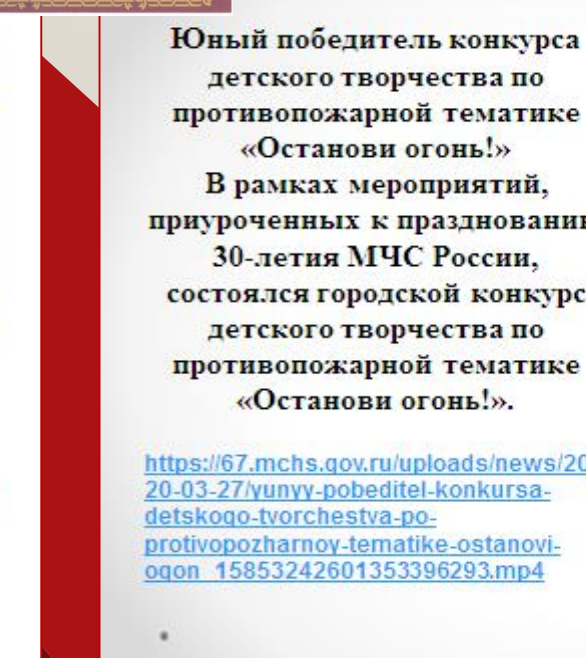 Юный победитель конкурса
детского творчества по
противопожарной тематике
«Останови огонь!»
В рамках мероприятий,
приуроченных к праздновани
30-летия МЧС России,
состоялся городской конкурс
детского творчества по
противопожарной тематике
«Останови огонь!».
https://67.mchs.gov.ru/uploads/news/20
20-03-27/yunyy-pobeditel-konkursa-
detskogo-tvorchestva-po-
protivopozharnoy-tematike-ostanovi-
ogon_15853242601353396293.mp4